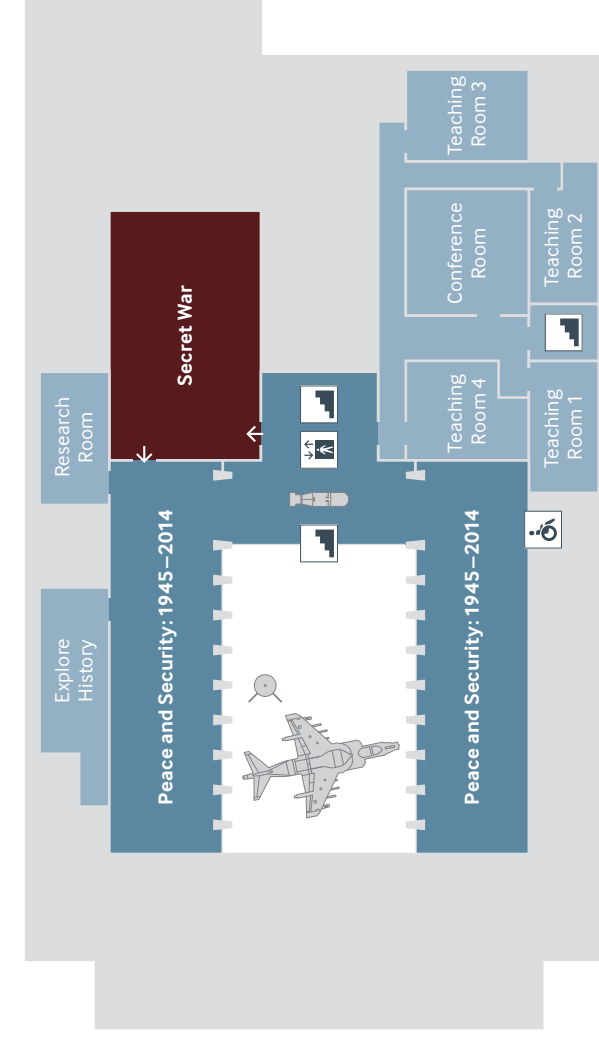 Teaching
Room 3
Conference
Room
Teaching
Room 2
Secret War
Teaching
Room 4
Teaching
Room 1
Research
Room
Peace and Security: 1945–2014
Peace and Security: 1945–2014
Explore
History